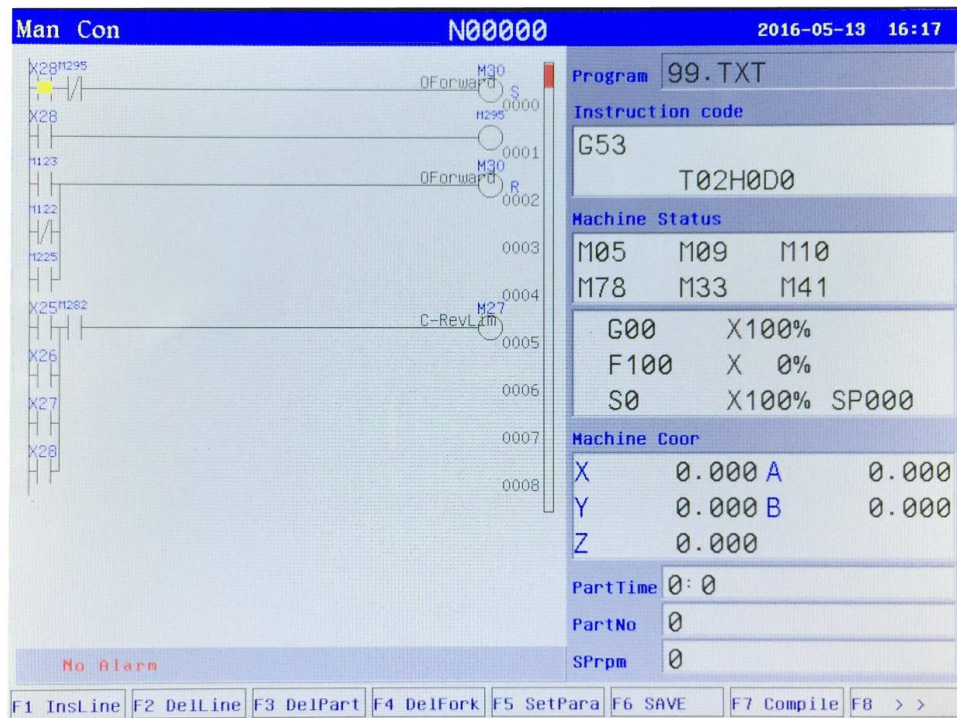 Man Con N00000 2016-05-13 16:17
X28 M295 M30
OForward S
0000
X28 M295
0001
M123 M30
OForward R
0002
M122
0003
M225
0004
X25 M282 M27
C-RevLim
0005
X26
0006
X27
0007
X28
0008
No Alarm
Program 99.TXT
Instruction code
G53
T02H0D0
Machine Status
M05 M09 M10
M78 M33 M41
G00 X100%
F100 X 0%
S0 X100% SP000
Machine Coor
X 0.000 A 0.000
Y 0.000 B 0.000
Z 0.000
PartTime 0: 0
PartNo 0
SPrpm 0
F1 InsLine F2 DelLine F3 DelPart F4 DelFork F5 SetPara F6 SAVE F7 Compile F8 > >